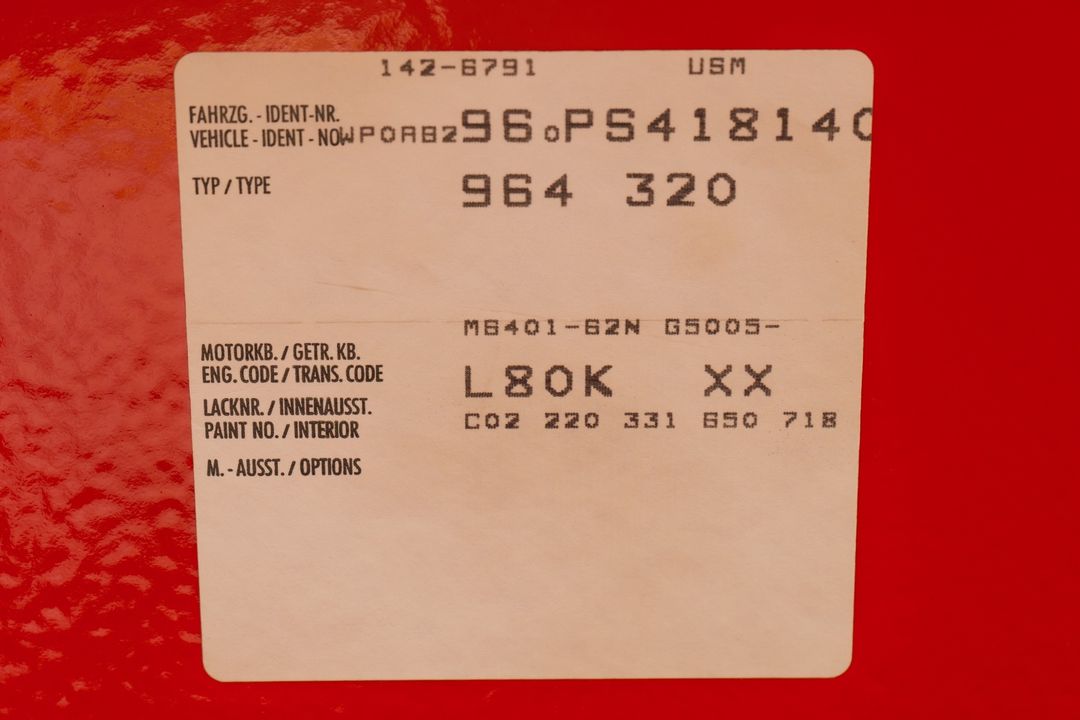 142-6791 USM
FAHRZG. - IDENT-NR.
VEHICLE - IDENT - NO. WP0AB296oPS418140
TYP / TYPE 964 320
M6401-62N G5005-
MOTORKB. / GETR. KB.
ENG. CODE / TRANS. CODE
L80K XX
LACKNR. / INNENAUSST.
PAINT NO. / INTERIOR
C02 220 331 650 718
M. - AUSST. / OPTIONS